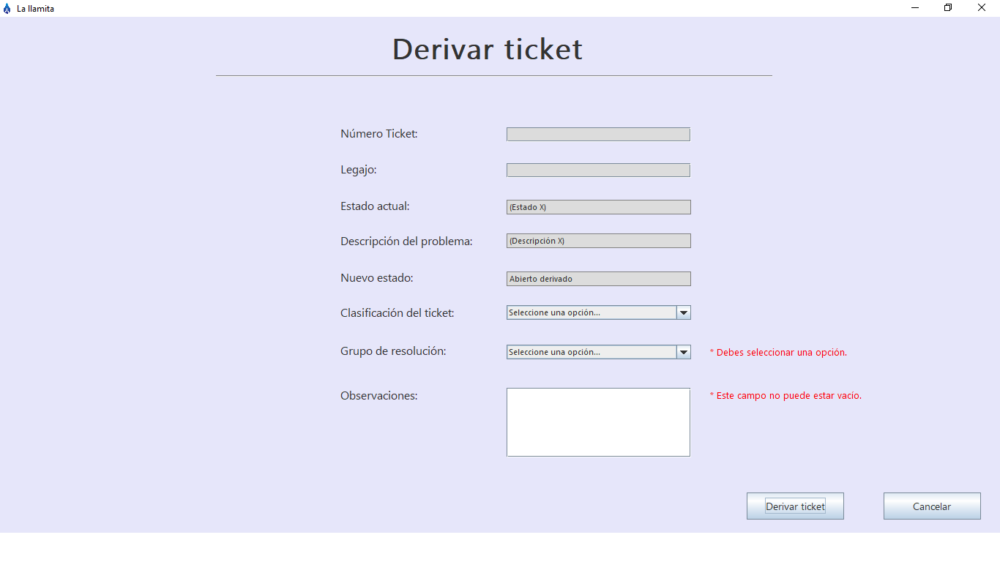 La llamita
Derivar ticket
Número Ticket:
Legajo:
Estado actual: (Estado X)
Descripción del problema: (Descripción X)
Nuevo estado: Abierto derivado
Clasificación del ticket: Seleccione una opción...
Grupo de resolución: Seleccione una opción... * Debes seleccionar una opción.
Observaciones: * Este campo no puede estar vacío.
Derivar ticket Cancelar